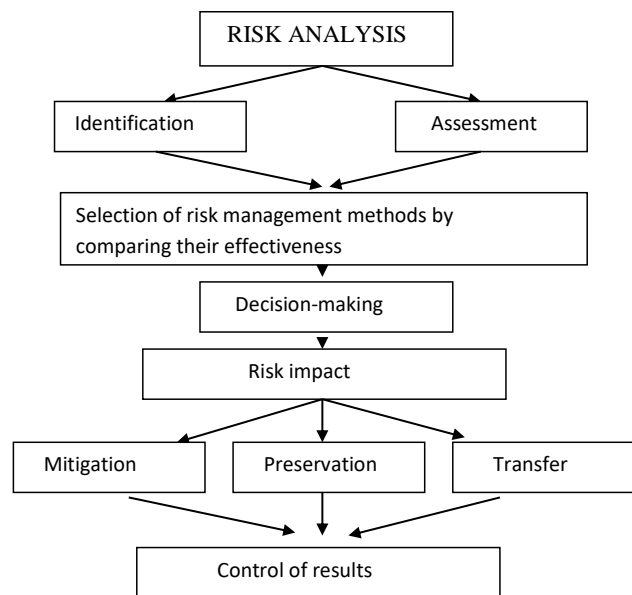 RISK ANALYSIS
Identification
Assessment
Selection of risk management methods by
comparing their effectiveness
Decision-making
Risk impact
Mitigation
Preservation
Transfer
Control of results